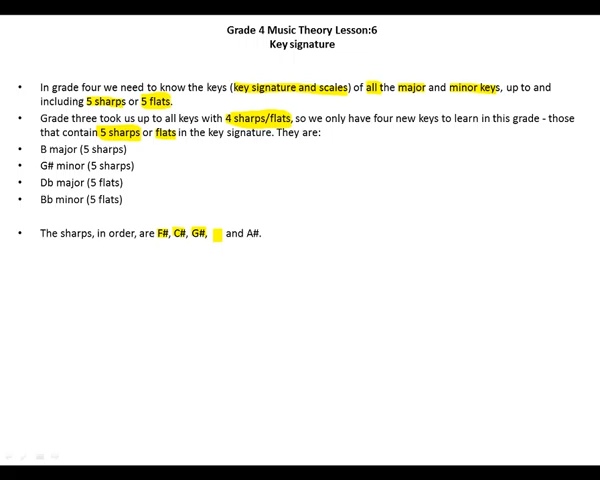 Grade 4 Music Theory Lesson:6
Key signature
• In grade four we need to know the keys (key signature and scales) of all the major and minor keys, up to and
including 5 sharps or 5 flats.
• Grade three took us up to all keys with 4 sharps/flats, so we only have four new keys to learn in this grade - those
that contain 5 sharps or flats in the key signature. They are:
• B major (5 sharps)
• G# minor (5 sharps)
• Db major (5 flats)
• Bb minor (5 flats)
• The sharps, in order, are F#, C#, G#, and A#.